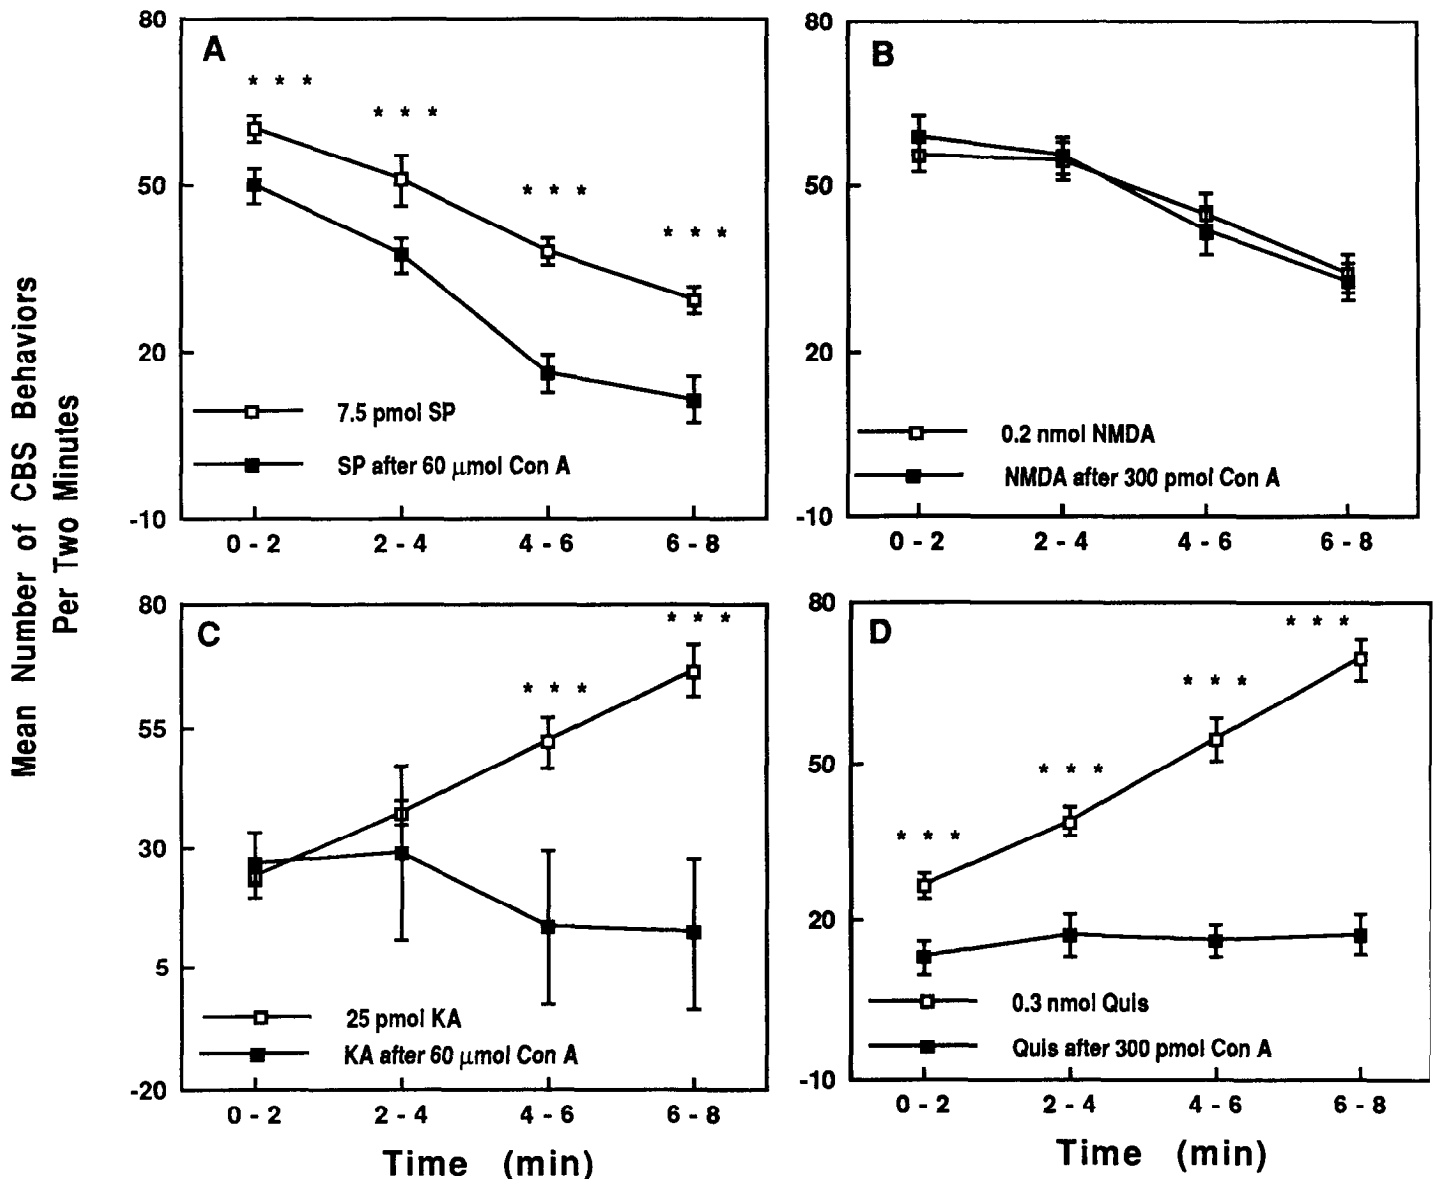 Mean Number of CBS Behaviors
Per Two Minutes
A
80
50
20
-10
* * *
* * *
* * *
* * *
7.5 pmol SP
SP after 60 μmol Con A
0 - 2 2 - 4 4 - 6 6 - 8
B
80
50
20
-10
0.2 nmol NMDA
NMDA after 300 pmol Con A
0 - 2 2 - 4 4 - 6 6 - 8
C
80
55
30
5
-20
* * *
* * *
25 pmol KA
KA after 60 μmol Con A
0 - 2 2 - 4 4 - 6 6 - 8
Time (min)
D
80
50
20
-10
* * *
* * *
* * *
* * *
0.3 nmol Quis
Quis after 300 pmol Con A
0 - 2 2 - 4 4 - 6 6 - 8
Time (min)